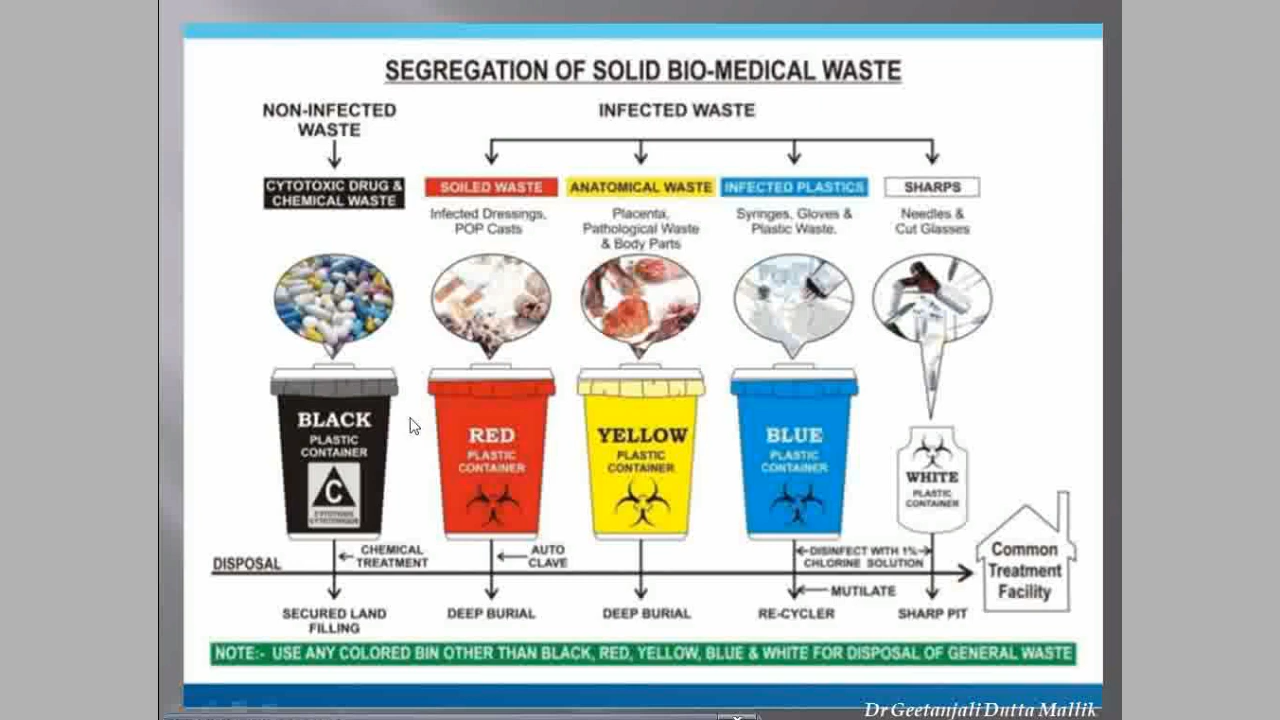 SEGREGATION OF SOLID BIO-MEDICAL WASTE
NON-INFECTED
WASTE
INFECTED WASTE
CYTOTOXIC DRUG &
CHEMICAL WASTE
SOILED WASTE
Infected Dressings,
POP Casts
ANATOMICAL WASTE
Placenta,
Pathological Waste
& Body Parts
INFECTED PLASTICS
Syringes, Gloves &
Plastic Waste.
SHARPS
Needles &
Cut Glasses
BLACK
PLASTIC
CONTAINER
C
RED
PLASTIC
CONTAINER
YELLOW
PLASTIC
CONTAINER
BLUE
PLASTIC
CONTAINER
WHITE
PLASTIC
CONTAINER
DISPOSAL
CHEMICAL
TREATMENT
AUTO
CLAVE
DISINFECT WITH 1%
CHLORINE SOLUTION
MUTILATE
Common
Treatment
Facility
SECURED LAND
FILLING
DEEP BURIAL
DEEP BURIAL
RE-CYCLER
SHARP PIT
NOTE:- USE ANY COLORED BIN OTHER THAN BLACK, RED, YELLOW, BLUE & WHITE FOR DISPOSAL OF GENERAL WASTE
Dr Geetanjali Dutta Mallik